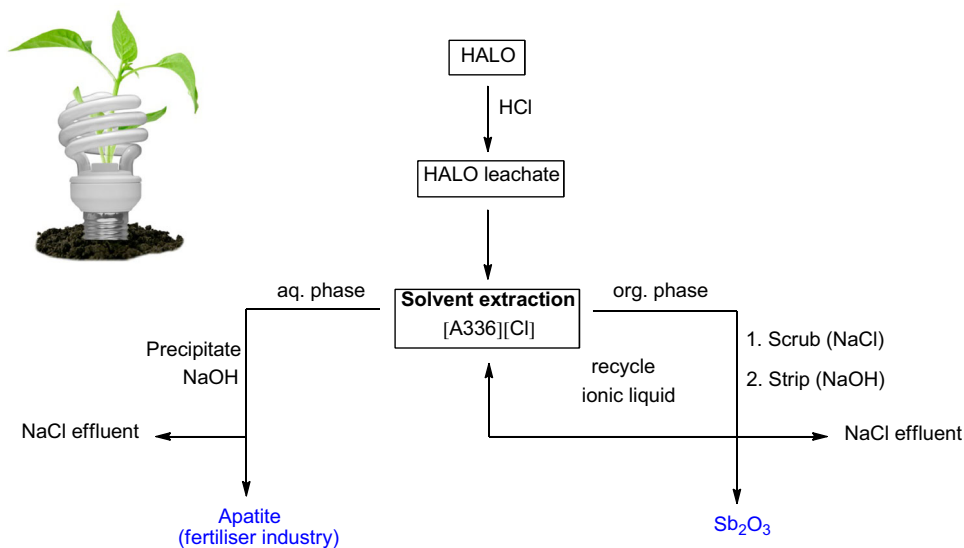 HALO
HCl
HALO leachate
aq. phase
Solvent extraction
[A336][Cl]
org. phase
Precipitate
NaOH
recycle
ionic liquid
1. Scrub (NaCl)
2. Strip (NaOH)
NaCl effluent
NaCl effluent
Apatite
(fertiliser industry)
Sb₂O₃